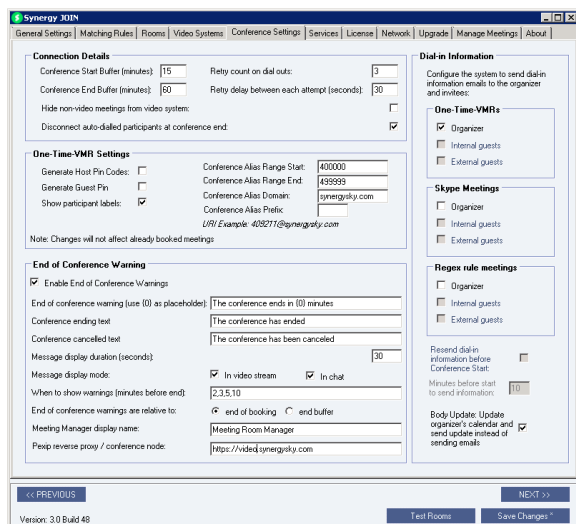 Synergy JOIN
General Settings | Matching Rules | Rooms | Video Systems | Conference Settings | Services | License | Network | Upgrade | Manage Meetings | About
Connection Details
Conference Start Buffer (minutes): 15 Retry count on dial outs: 3
Conference End Buffer (minutes): 60 Retry delay between each attempt (seconds): 30
Hide non-video meetings from video system:
Disconnect auto-dialled participants at conference end:
One-Time-VMR Settings
Generate Host Pin Codes:
Generate Guest Pin
Show participant labels:
Conference Alias Range Start: 400000
Conference Alias Range End: 499999
Conference Alias Domain: synergysky.com
Conference Alias Prefix:
URI Example: 409211@synergysky.com
Note: Changes will not affect already booked meetings
End of Conference Warning
Enable End of Conference Warnings
End of conference warning (use {0} as placeholder): The conference ends in {0} minutes
Conference ending text The conference has ended
Conference cancelled text The conference has been canceled
Message display duration (seconds): 30
Message display mode: In video stream In chat
When to show warnings (minutes before end): 2,3,5,10
End of conference warnings are relative to: end of booking end buffer
Meeting Manager display name: Meeting Room Manager
Pexip reverse proxy / conference node: https://video.synergysky.com
Dial-in Information
Configure the system to send dial-in
information emails to the organizer
and invitees:
One-Time-VMRs
Organizer
Internal guests
External guests
Skype Meetings
Organizer
Internal guests
External guests
Regex rule meetings
Organizer
Internal guests
External guests
Resend dial-in
information before
Conference Start:
Minutes before start
to send information: 10
Body Update: Update
organizer's calendar and
send update instead of
sending emails
<< PREVIOUS
NEXT >>
Version: 3.0 Build 48
Test Rooms
Save Changes *